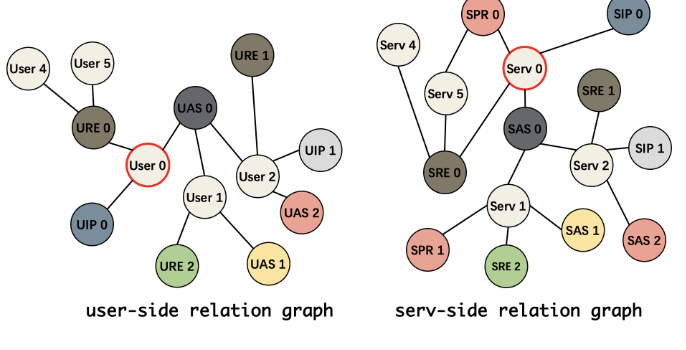 User 4
User 5
URE 1
UAS 0
URE 0
User 0
UIP 1
User 2
User 1
UAS 2
UIP 0
URE 2
UAS 1
user-side relation graph
SPR 0
SIP 0
Serv 4
Serv 0
Serv 5
SRE 1
SAS 0
SIP 1
SRE 0
Serv 2
Serv 1
SPR 1
SAS 1
SAS 2
SRE 2
serv-side relation graph